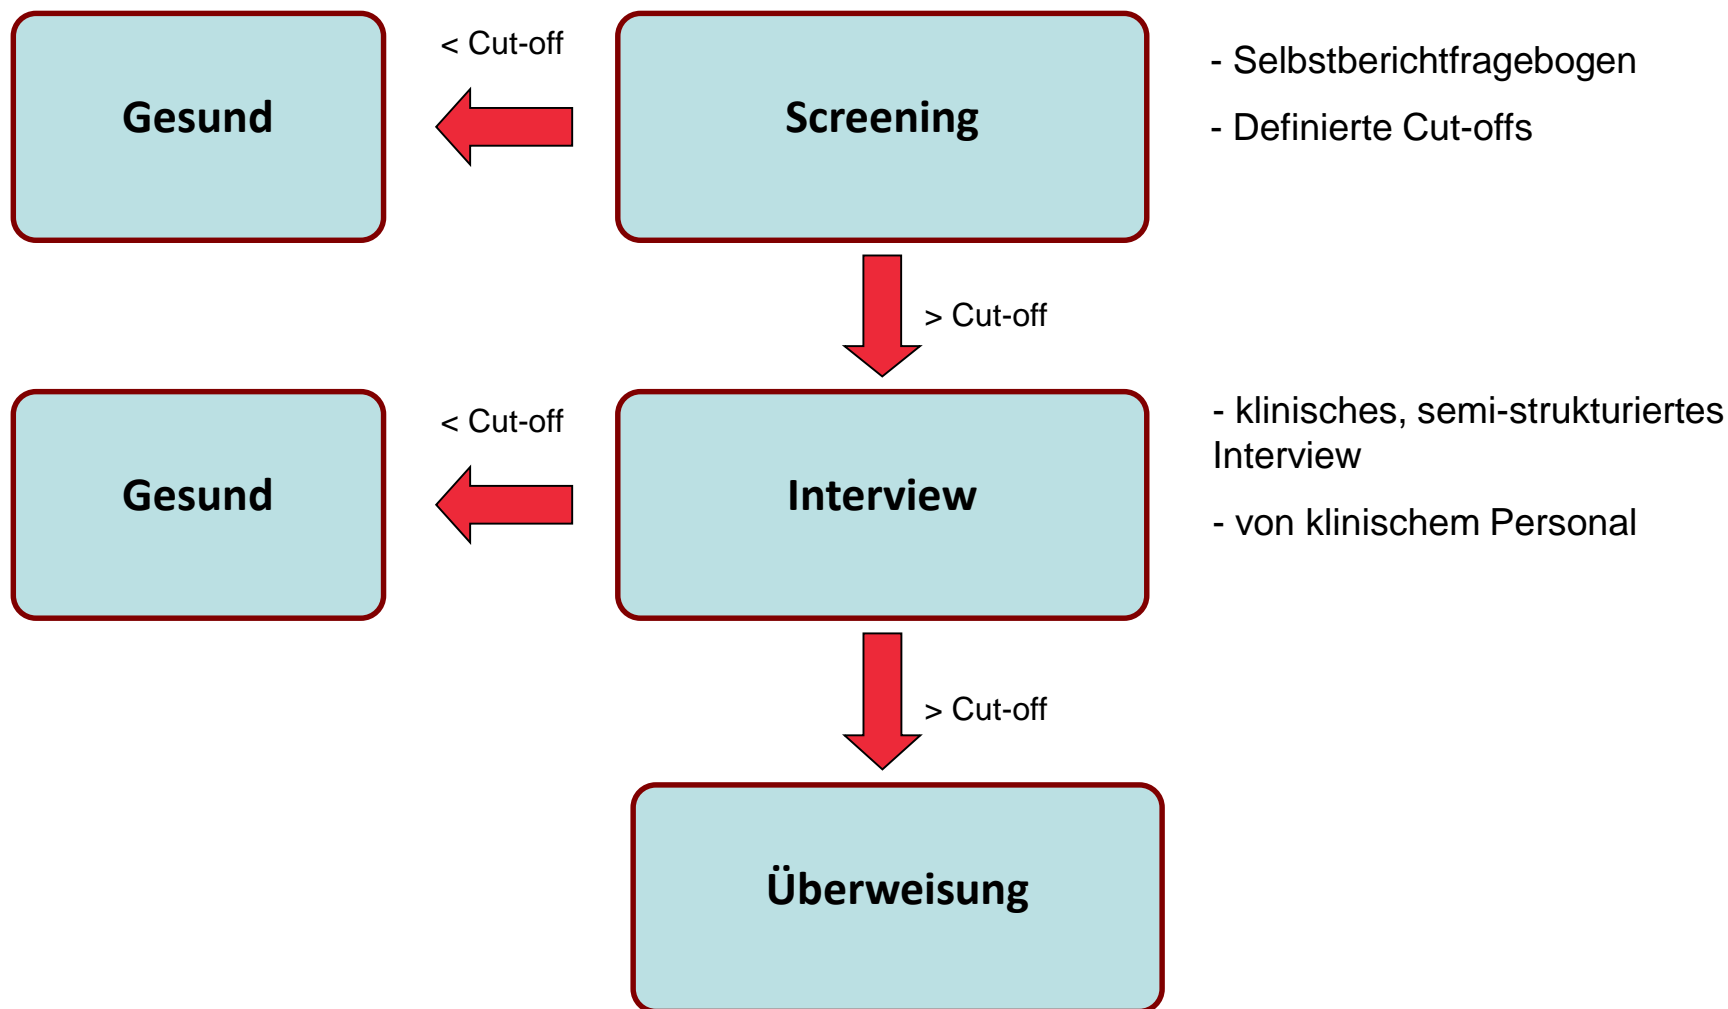 < Cut-off
Gesund
Screening
- Selbstberichtfragebogen
- Definierte Cut-offs
> Cut-off
< Cut-off
Gesund
Interview
- klinisches, semi-strukturiertes
Interview
- von klinischem Personal
> Cut-off
Überweisung